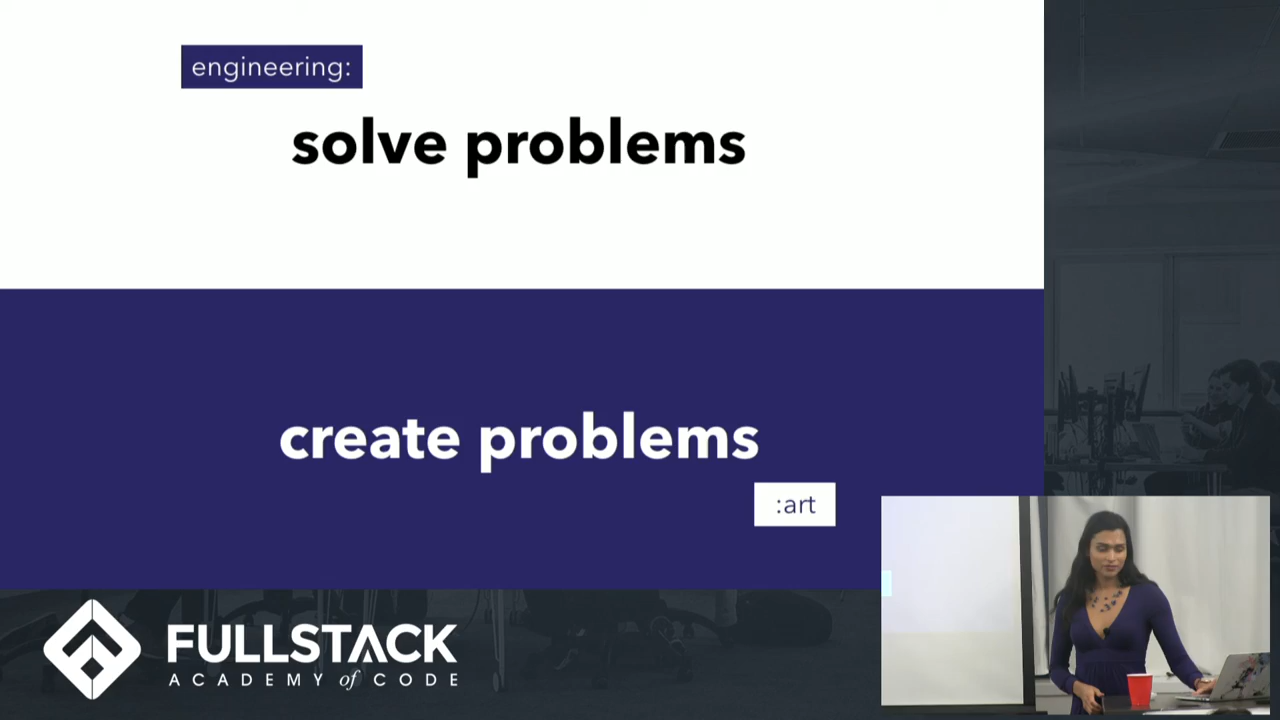 engineering:
solve problems
create problems
:art
FULLSTACK
ACADEMY of CODE